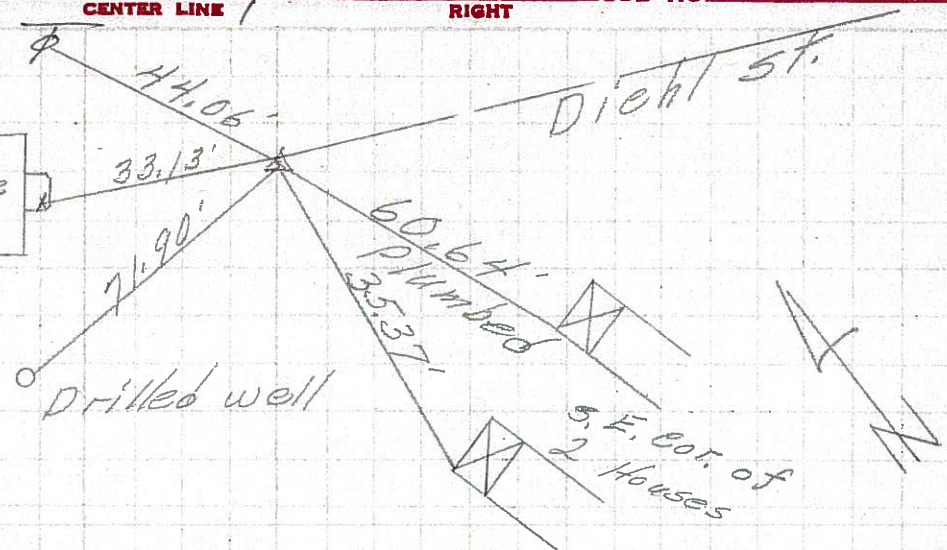 CENTER LINE
RIGHT
44.06'
Diehl St.
33.13'
71.90'
60.64'
Plumbed
35.37'
Drilled well
S.E. cor. of
2 Houses
N